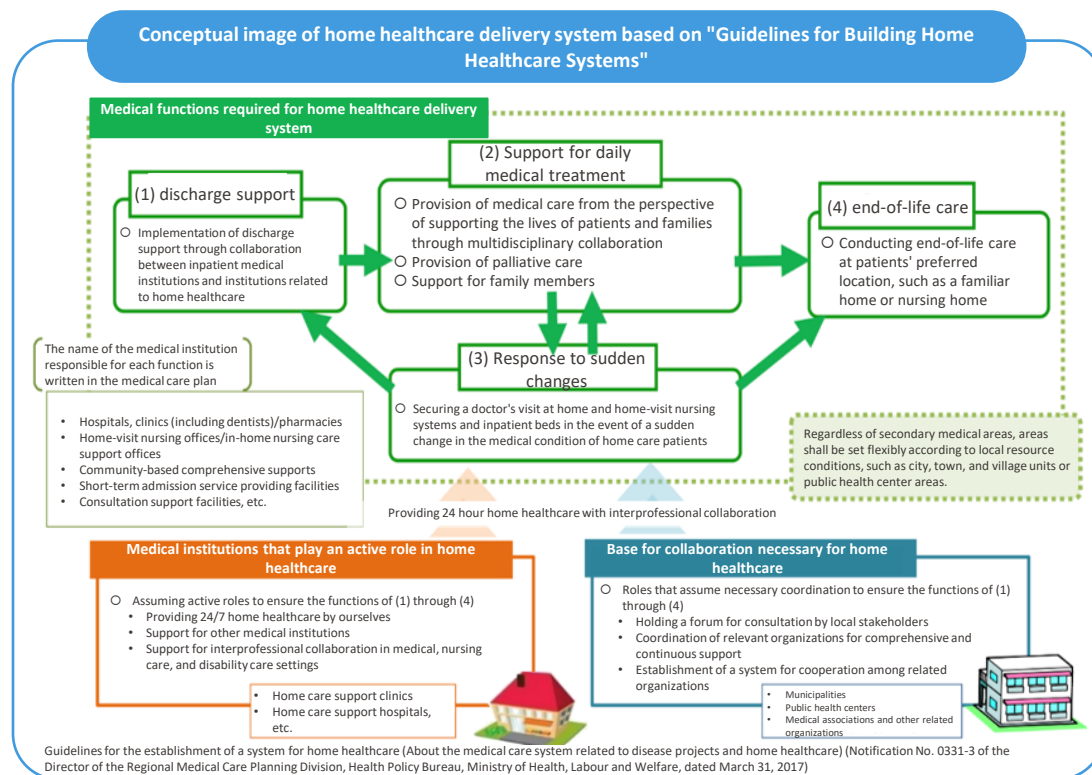 Conceptual image of home healthcare delivery system based on "Guidelines for Building Home
Healthcare Systems"
Medical functions required for home healthcare delivery
system
(1) discharge support
○ Implementation of discharge
support through collaboration
between inpatient medical
institutions and institutions related
to home healthcare
(2) Support for daily
medical treatment
○ Provision of medical care from the perspective
of supporting the lives of patients and families
through multidisciplinary collaboration
○ Provision of palliative care
○ Support for family members
(4) end-of-life care
○ Conducting end-of-life care
at patients' preferred
location, such as a familiar
home or nursing home
(3) Response to sudden
changes
○ Securing a doctor's visit at home and home-visit nursing
systems and inpatient beds in the event of a sudden
change in the medical condition of home care patients
The name of the medical institution
responsible for each function is
written in the medical care plan
• Hospitals, clinics (including dentists)/pharmacies
• Home-visit nursing offices/in-home nursing care
support offices
• Community-based comprehensive supports
• Short-term admission service providing facilities
• Consultation support facilities, etc.
Regardless of secondary medical areas, areas
shall be set flexibly according to local resource
conditions, such as city, town, and village units or
public health center areas.
Providing 24 hour home healthcare with interprofessional collaboration
Medical institutions that play an active role in home
healthcare
○ Assuming active roles to ensure the functions of (1) through (4)
• Providing 24/7 home healthcare by ourselves
• Support for other medical institutions
• Support for interprofessional collaboration in medical, nursing
care, and disability care settings
• Home care support clinics
• Home care support hospitals,
etc.
Base for collaboration necessary for home
healthcare
○ Roles that assume necessary coordination to ensure the functions of (1)
through (4)
• Holding a forum for consultation by local stakeholders
• Coordination of relevant organizations for comprehensive and
continuous support
• Establishment of a system for cooperation among related
organizations
• Municipalities
• Public health centers
• Medical associations and other related
organizations
Guidelines for the establishment of a system for home healthcare (About the medical care system related to disease projects and home healthcare) (Notification No. 0331-3 of the
Director of the Regional Medical Care Planning Division, Health Policy Bureau, Ministry of Health, Labour and Welfare, dated March 31, 2017)